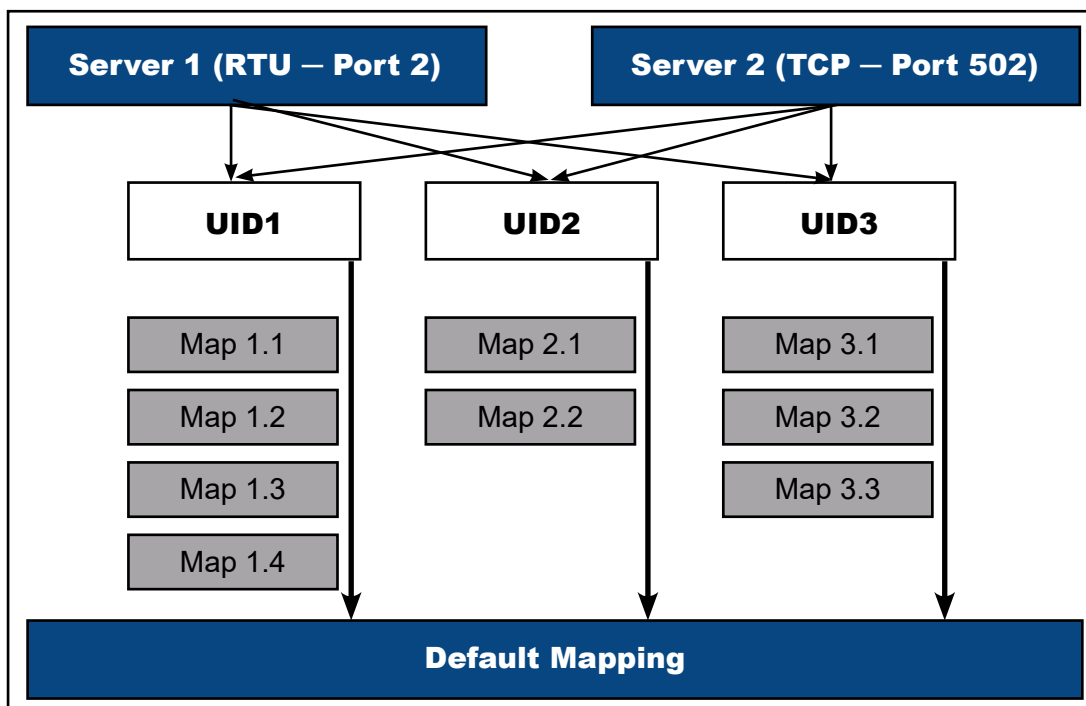 Server 1 (RTU — Port 2)
Server 2 (TCP — Port 502)
UID1
UID2
UID3
Map 1.1
Map 2.1
Map 3.1
Map 1.2
Map 2.2
Map 3.2
Map 1.3
Map 3.3
Map 1.4
Default Mapping